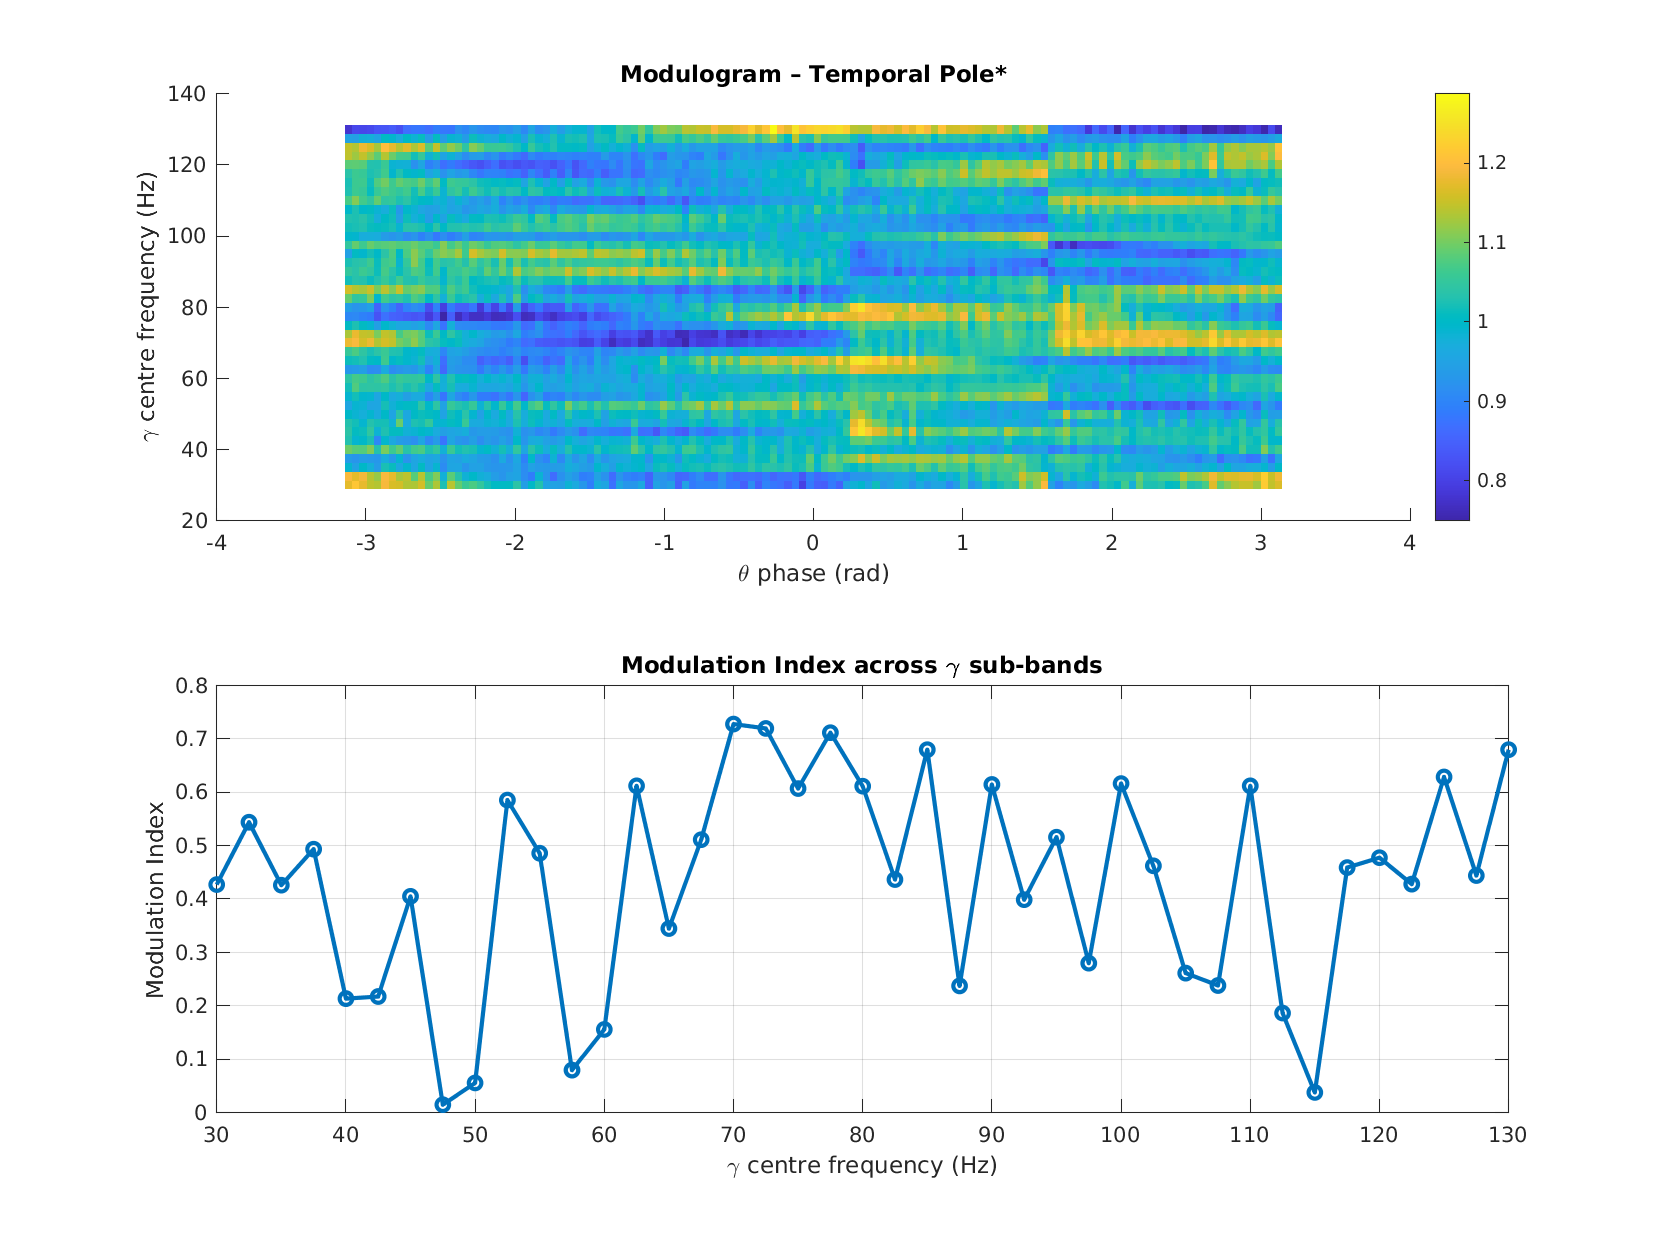 Modulogram – Temporal Pole*
γ centre frequency (Hz)
140
120
100
80
60
40
20
-4 -3 -2 -1 0 1 2 3 4
θ phase (rad)
1.2
1.1
1
0.9
0.8
Modulation Index across γ sub-bands
Modulation Index
0.8
0.7
0.6
0.5
0.4
0.3
0.2
0.1
0
30 40 50 60 70 80 90 100 110 120 130
γ centre frequency (Hz)